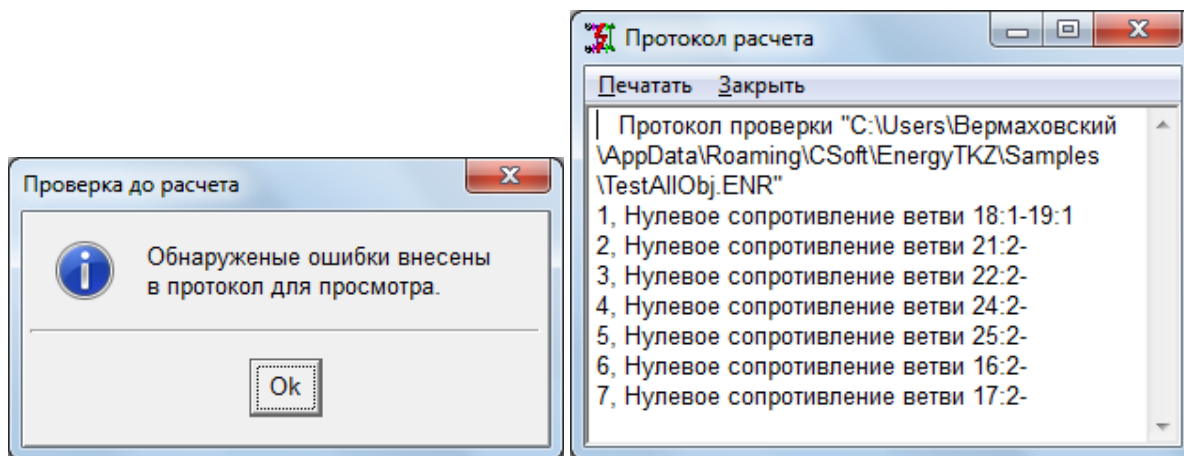 Проверка до расчета
Обнаруженые ошибки внесены
в протокол для просмотра.
Ok
Протокол расчета
Печатать Закрыть
Протокол проверки "C:\Users\Вермаховский
\AppData\Roaming\CSoft\EnergyTKZ\Samples
\TestAllObj.ENR"
1, Нулевое сопротивление ветви 18:1-19:1
2, Нулевое сопротивление ветви 21:2-
3, Нулевое сопротивление ветви 22:2-
4, Нулевое сопротивление ветви 24:2-
5, Нулевое сопротивление ветви 25:2-
6, Нулевое сопротивление ветви 16:2-
7, Нулевое сопротивление ветви 17:2-